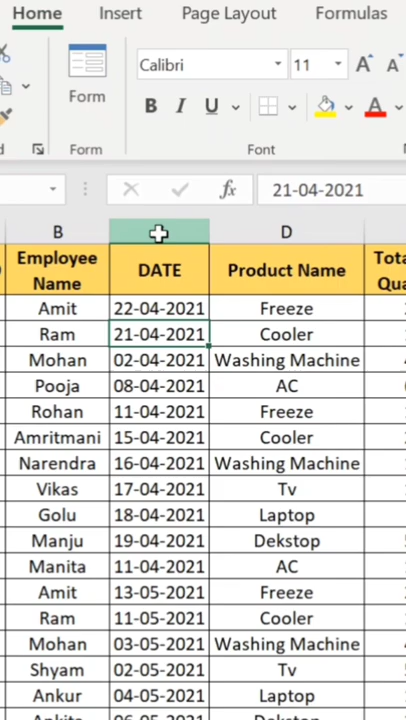 Home Insert Page Layout Formulas
Calibri 11 A A
Form B I U A
Form Font
fx 21-04-2021
B D
Employee Name DATE Product Name
Amit 22-04-2021 Freeze
Ram 21-04-2021 Cooler
Mohan 02-04-2021 Washing Machine
Pooja 08-04-2021 AC
Rohan 11-04-2021 Freeze
Amritmani 15-04-2021 Cooler
Narendra 16-04-2021 Washing Machine
Vikas 17-04-2021 Tv
Golu 18-04-2021 Laptop
Manju 19-04-2021 Dekstop
Manita 11-04-2021 AC
Amit 13-05-2021 Freeze
Ram 11-05-2021 Cooler
Mohan 03-05-2021 Washing Machine
Shyam 02-05-2021 Tv
Ankur 04-05-2021 Laptop